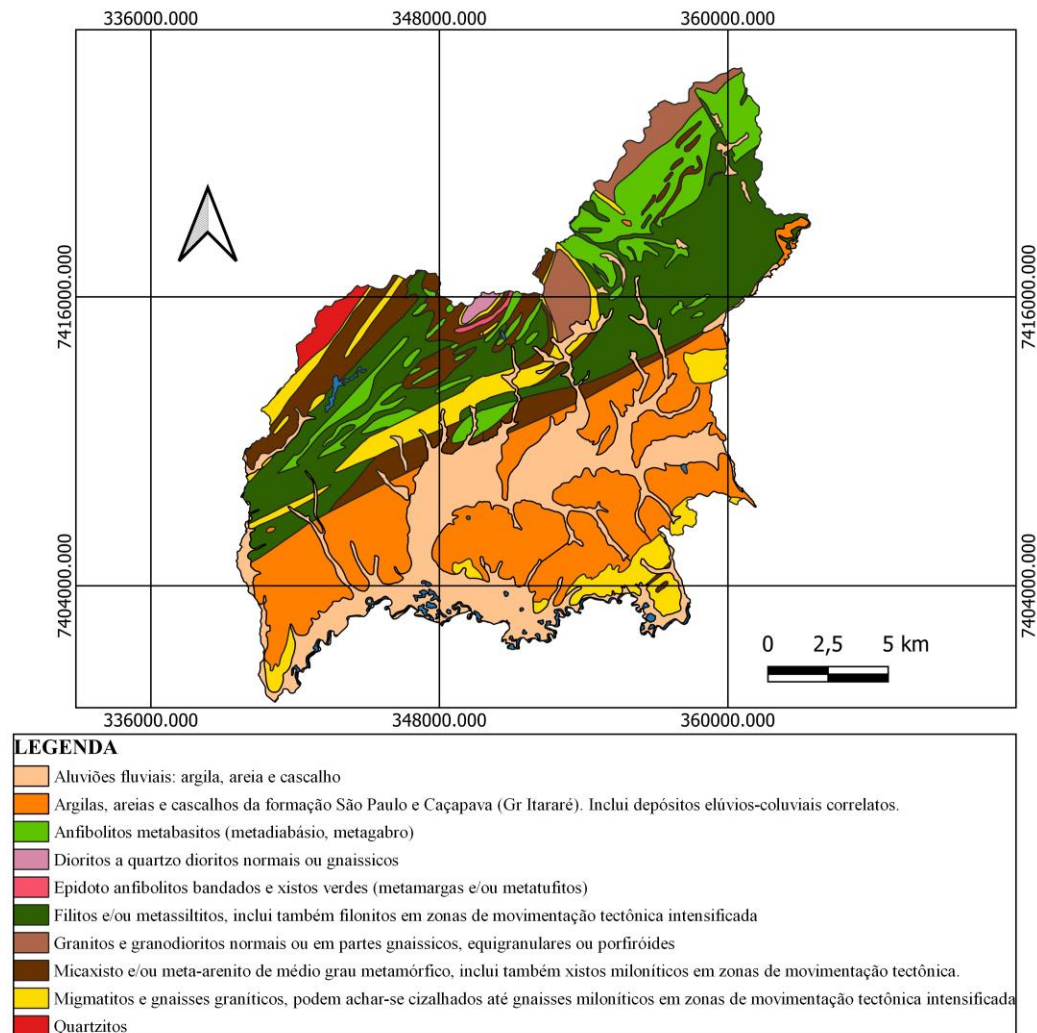 336000.000 348000.000 360000.000
7416000.000 7416000.000
7404000.000 7404000.000
0 2,5 5 km
336000.000 348000.000 360000.000
LEGENDA
Aluviões fluviais: argila, areia e cascalho
Argilas, areias e cascalhos da formação São Paulo e Caçapava (Gr Itararé). Inclui depósitos elúvios-coluviais correlatos.
Anfibolitos metabasitos (metadiabásio, metagabro)
Dioritos a quartzo dioritos normais ou gnaissicos
Epidoto anfibolitos bandados e xistos verdes (metamargas e/ou metatufitos)
Filitos e/ou metassiltitos, inclui também filonitos em zonas de movimentação tectônica intensificada
Granitos e granodioritos normais ou em partes gnaissicos, equigranulares ou porfiróides
Micaxisto e/ou meta-arenito de médio grau metamórfico, inclui também xistos miloníticos em zonas de movimentação tectônica.
Migmatitos e gnaisses graníticos, podem achar-se cizalhados até gnaisses miloníticos em zonas de movimentação tectônica intensificada
Quartzitos